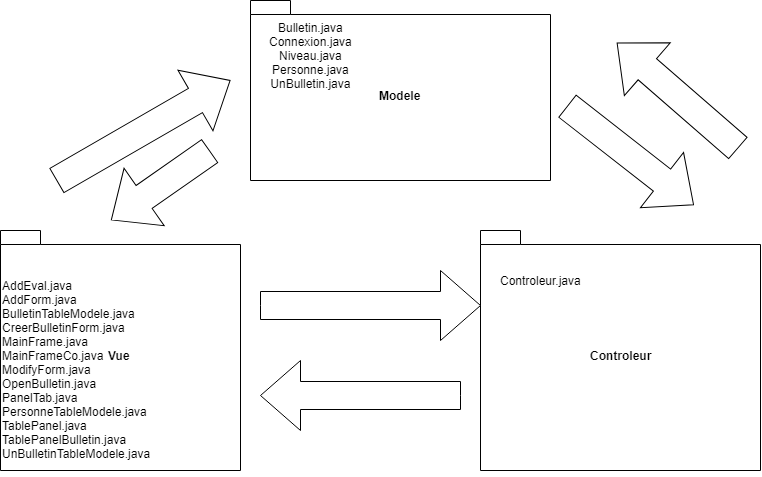 Bulletin.java
Connexion.java
Niveau.java
Personne.java
UnBulletin.java
Modele
AddEval.java
AddForm.java
BulletinTableModele.java
CreerBulletinForm.java
MainFrame.java
MainFrameCo.java Vue
ModifyForm.java
OpenBulletin.java
PanelTab.java
PersonneTableModele.java
TablePanel.java
TablePanelBulletin.java
UnBulletinTableModele.java
Controleur.java
Controleur